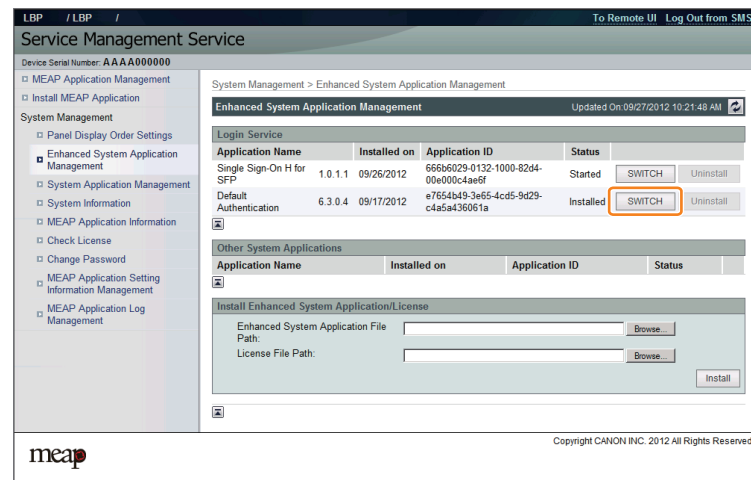 LBP / LBP /
To Remote UI Log Out from SMS
Service Management Service
Device Serial Number: AAAA000000
MEAP Application Management
Install MEAP Application
System Management
Panel Display Order Settings
Enhanced System Application
Management
System Application Management
System Information
MEAP Application Information
Check License
Change Password
MEAP Application Setting
Information Management
MEAP Application Log
Management
System Management > Enhanced System Application Management
Enhanced System Application Management Updated On:09/27/2012 10:21:48 AM
Login Service
Application Name Installed on Application ID Status
Single Sign-On H for
SFP 1.0.1.1 09/26/2012 666b6029-0132-1000-82d4-
00e000c4ae6f Started SWITCH Uninstall
Default
Authentication 6.3.0.4 09/17/2012 e7654b49-3e65-4cd5-9d29-
c4a5a436061a Installed SWITCH Uninstall
Other System Applications
Application Name Installed on Application ID Status
Install Enhanced System Application/License
Enhanced System Application File
Path: Browse...
License File Path: Browse...
Install
Copyright CANON INC. 2012 All Rights Reserved
meap